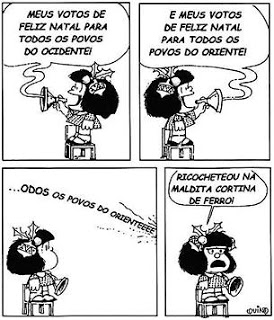 MEUS VOTOS DE
FELIZ NATAL PARA
TODOS OS POVOS
DO OCIDENTE!
E MEUS VOTOS
DE FELIZ NATAL
PARA TODOS OS
POVOS DO ORIENTE!
...ODOS OS POVOS DO ORIENTEEEE
RICOCHETEOU NA
MALDITA CORTINA
DE FERRO!
QUINO